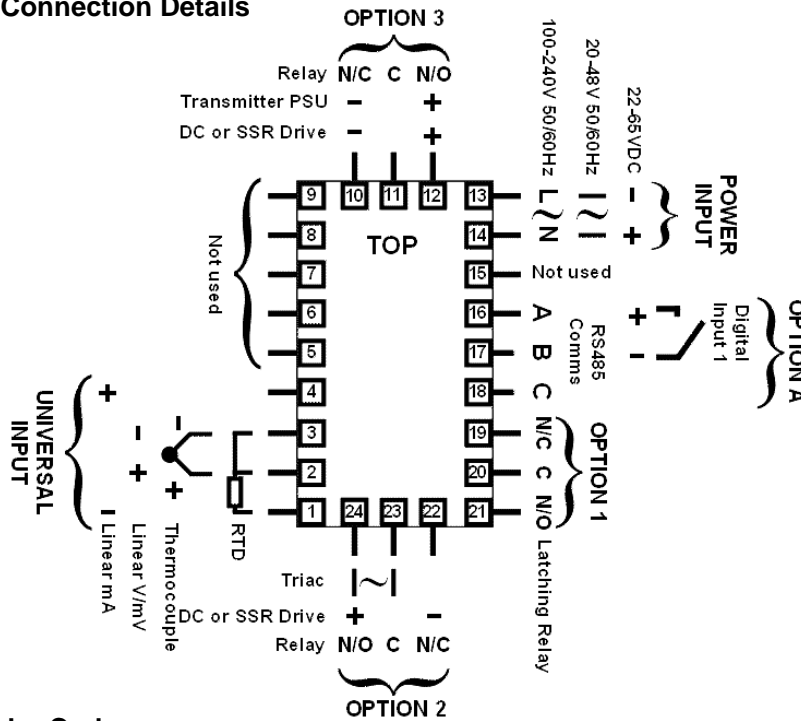 Connection Details
OPTION 3
Relay N/C C N/O
Transmitter PSU - +
DC or SSR Drive - +
100-240V 50/60Hz
20-48V 50/60Hz
22-65VDC
L ~ N
~
- +
POWER INPUT
9 10 11 12 13
8 TOP 14
7 15 Not used
6 16 A
5 17 B
4 18 C
3 19 N/C
2 20 C
1 24 23 22 21 N/O
Not used
RS485 Comms
+ -
Digital Input 1
OPTION A
OPTION 1
Latching Relay
UNIVERSAL INPUT
+ - Linear mA
- + Linear V/mV
- + Thermocouple
RTD
Triac ~
DC or SSR Drive + -
Relay N/O C N/C
OPTION 2